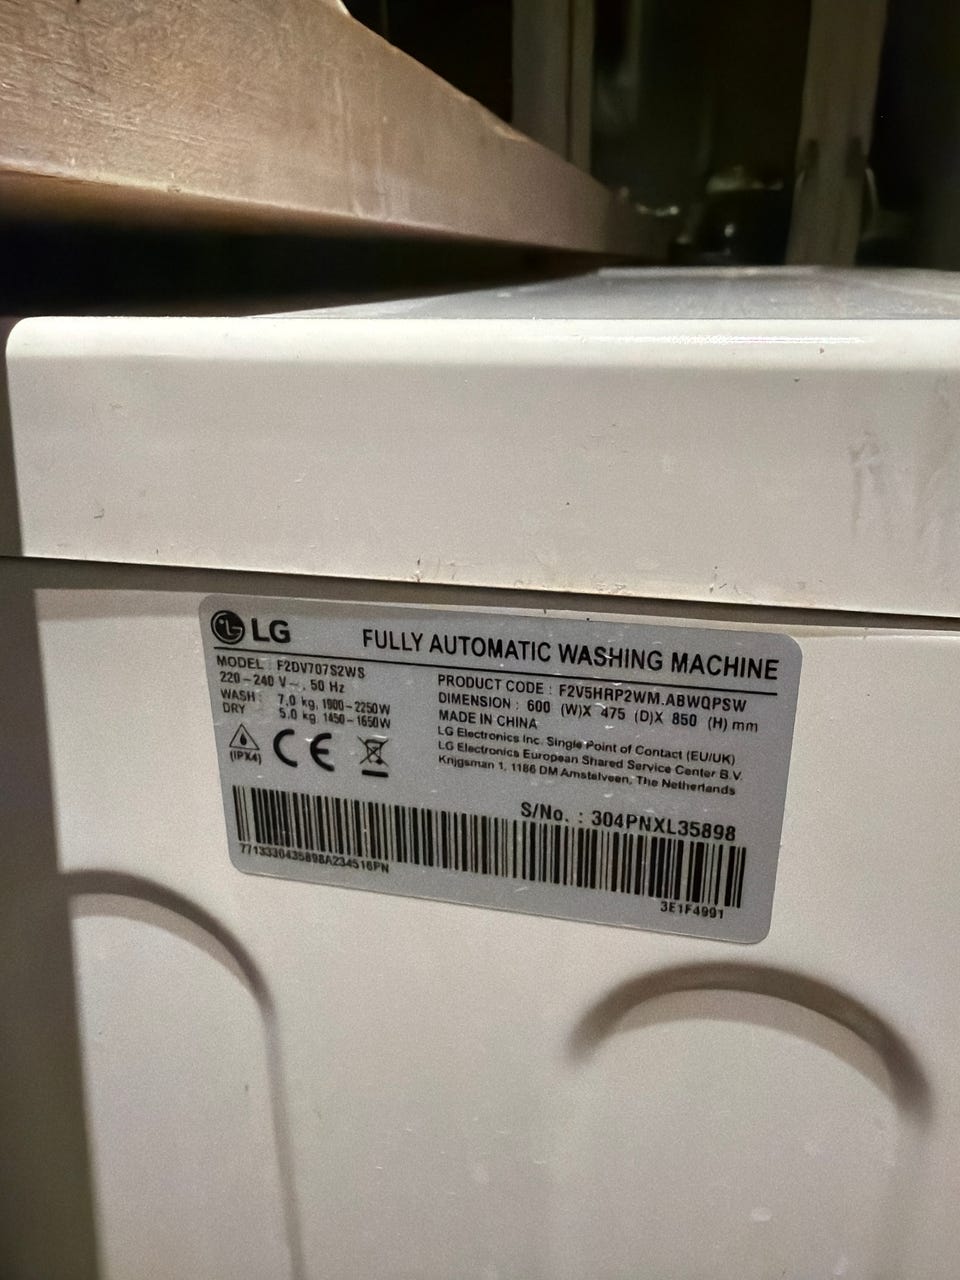 LG FULLY AUTOMATIC WASHING MACHINE
MODEL : F2DV707S2WS
220-240 V~, 50 Hz
WASH : 7.0 kg, 1900-2250W
DRY : 5.0 kg, 1450-1650W
(IPX4) CE
PRODUCT CODE : F2V5HRP2WM.ABWQPSW
DIMENSION : 600 (W)X 475 (D)X 850 (H) mm
MADE IN CHINA
LG Electronics Inc. Single Point of Contact (EU/UK)
LG Electronics European Shared Service Center B.V.
Krijgsman 1, 1186 DM Amstelveen, The Netherlands
S/No. : 304PNXL35898
7713330435898A234516PN
3E1F4991